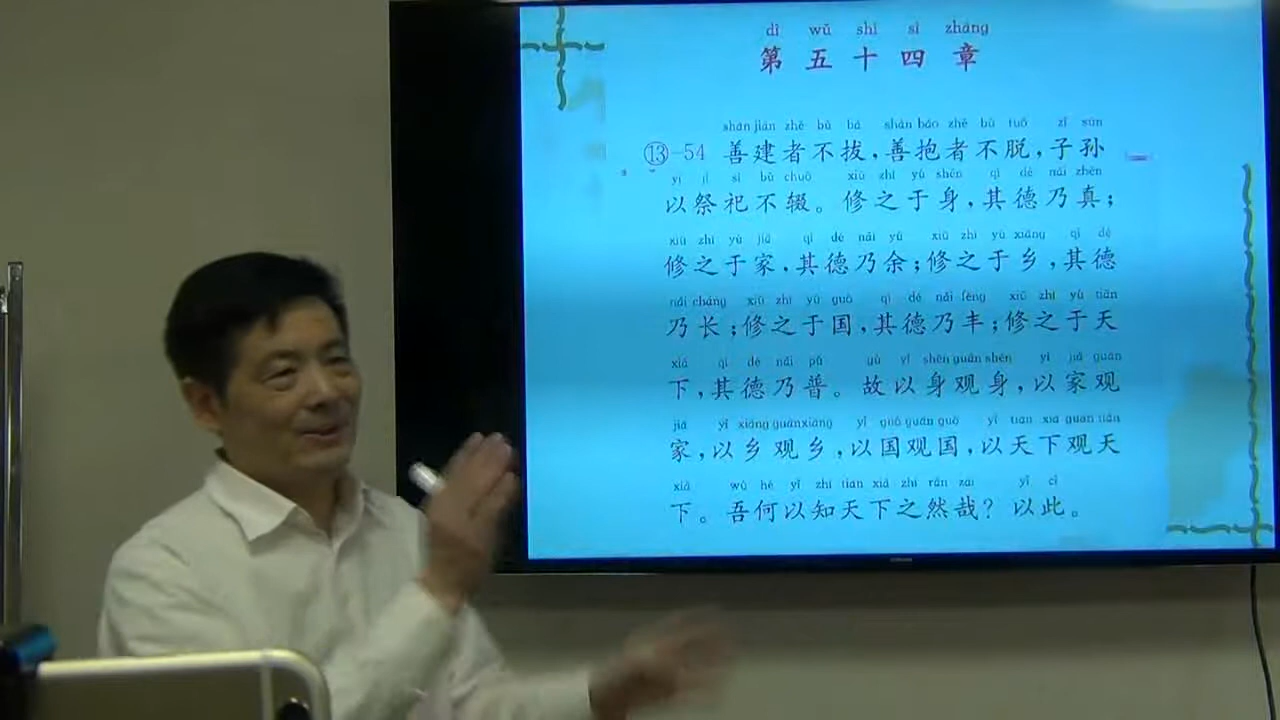 dì wǔ shí sì zhāng
第五十四章
shàn jiàn zhě bù bá shàn bào zhě bù tuō zǐ sūn
⑬-54 善建者不拔，善抱者不脱，子孙
yǐ jì sì bù chuò xiū zhī yú shēn qí dé nǎi zhēn
以祭祀不辍。修之于身，其德乃真；
xiū zhī yú jiā qí dé nǎi yú xiū zhī yú xiāng qí dé
修之于家，其德乃余；修之于乡，其德
nǎi cháng xiū zhī yú guó qí dé nǎi fēng xiū zhī yú tiān
乃长；修之于国，其德乃丰；修之于天
xià qí dé nǎi pǔ gù yǐ shēn guān shēn yǐ jiā guān
下，其德乃普。故以身观身，以家观
jiā yǐ xiāng guān xiāng yǐ guó guān guó yǐ tiān xià guān tiān
家，以乡观乡，以国观国，以天下观天
xià wú hé yǐ zhī tiān xià zhī rán zāi yǐ cǐ
下。吾何以知天下之然哉？以此。